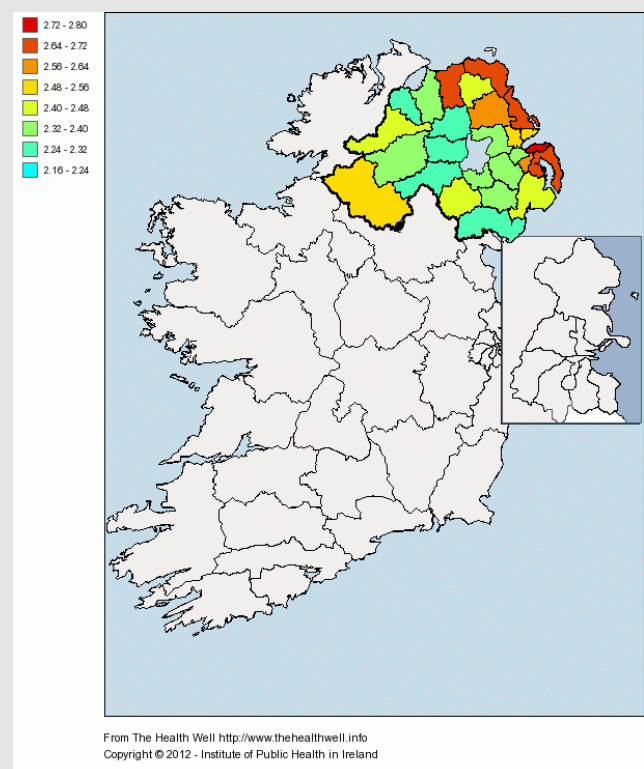 2.72 - 2.80
2.64 - 2.72
2.56 - 2.64
2.48 - 2.56
2.40 - 2.48
2.32 - 2.40
2.24 - 2.32
2.16 - 2.24
From The Health Well http://www.thehealthwell.info
Copyright © 2012 - Institute of Public Health in Ireland